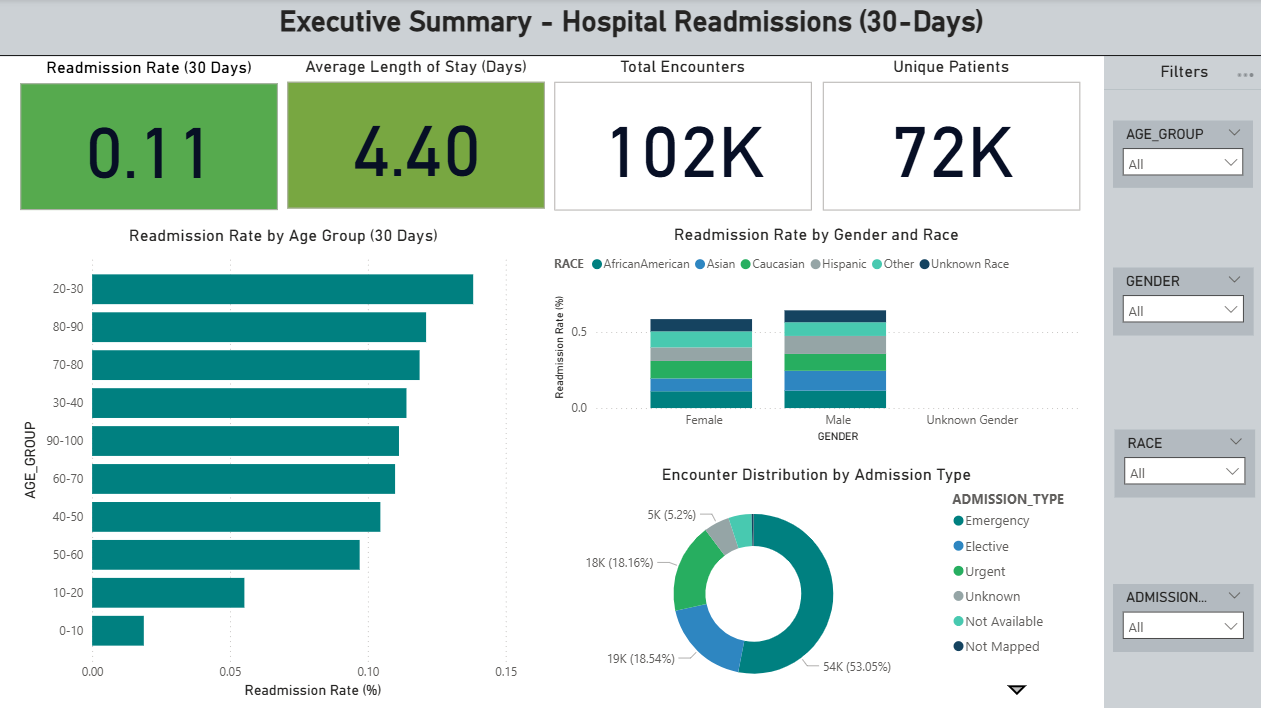 Executive Summary - Hospital Readmissions (30-Days)
Readmission Rate (30 Days)
0.11
Average Length of Stay (Days)
4.40
Total Encounters
102K
Unique Patients
72K
Readmission Rate by Age Group (30 Days)
AGE_GROUP
20-30
80-90
70-80
30-40
90-100
60-70
40-50
50-60
10-20
0-10
0.00 0.05 0.10 0.15
Readmission Rate (%)
Readmission Rate by Gender and Race
RACE AfricanAmerican Asian Caucasian Hispanic Other Unknown Race
Readmission Rate (%)
0.5
0.0
Female Male Unknown Gender
GENDER
Encounter Distribution by Admission Type
5K (5.2%)
18K (18.16%)
19K (18.54%)
54K (53.05%)
ADMISSION_TYPE
Emergency
Elective
Urgent
Unknown
Not Available
Not Mapped
Filters
AGE_GROUP
All
GENDER
All
RACE
All
ADMISSION...
All